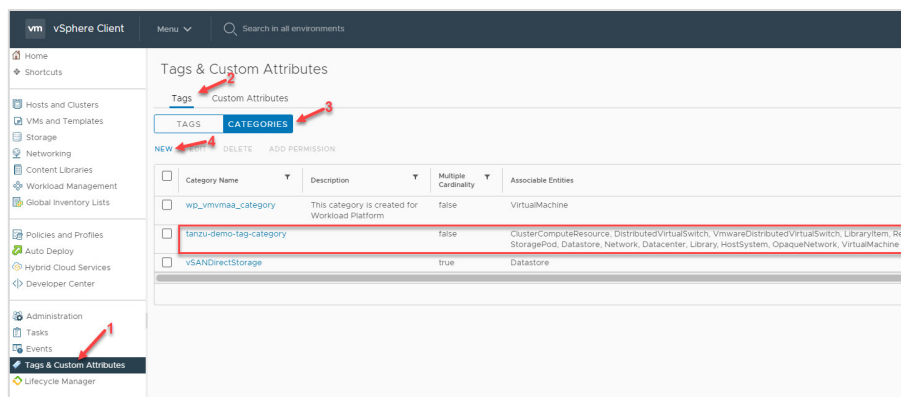 vm vSphere Client Menu Search in all environments
Home
Shortcuts
Hosts and Clusters
VMs and Templates
Storage
Networking
Content Libraries
Workload Management
Global Inventory Lists
Policies and Profiles
Auto Deploy
Hybrid Cloud Services
Developer Center
Administration
Tasks
Events
1
Tags & Custom Attributes
Lifecycle Manager
Tags & Custom Attributes
2
Tags Custom Attributes
3
TAGS CATEGORIES
4
NEW EDIT DELETE ADD PERMISSION
Category Name Description Multiple Cardinality Associable Entities
wp_vmvmaa_category This category is created for Workload Platform false VirtualMachine
tanzu-demo-tag-category false ClusterComputeResource, DistributedVirtualSwitch, VmwareDistributedVirtualSwitch, LibraryItem, Re
StoragePod, Datastore, Network, Datacenter, Library, HostSystem, OpaqueNetwork, VirtualMachine
vSANDirectStorage true Datastore